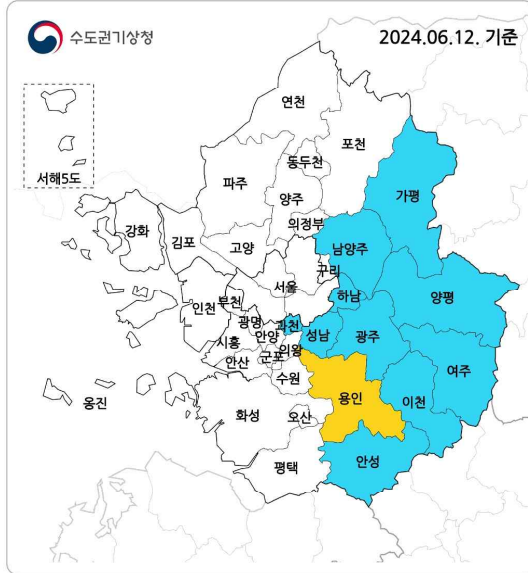 수도권기상청
2024.06.12. 기준
서해5도
연천
포천
동두천
파주
양주
가평
의정부
강화
김포
고양
남양주
구리
서울
하남
양평
인천
부천
광명
과천
안양
성남
광주
시흥
의왕
군포
안산
수원
여주
용인
이천
옹진
화성
오산
안성
평택